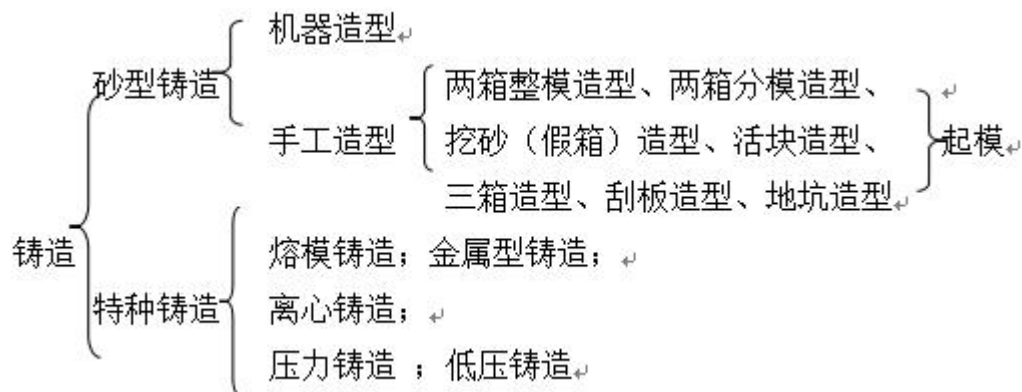 机器造型
砂型铸造
两箱整模造型、两箱分模造型、
手工造型
挖砂（假箱）造型、活块造型、
起模
三箱造型、刮板造型、地坑造型
铸造
熔模铸造；金属型铸造；
特种铸造
离心铸造；
压力铸造 ；低压铸造